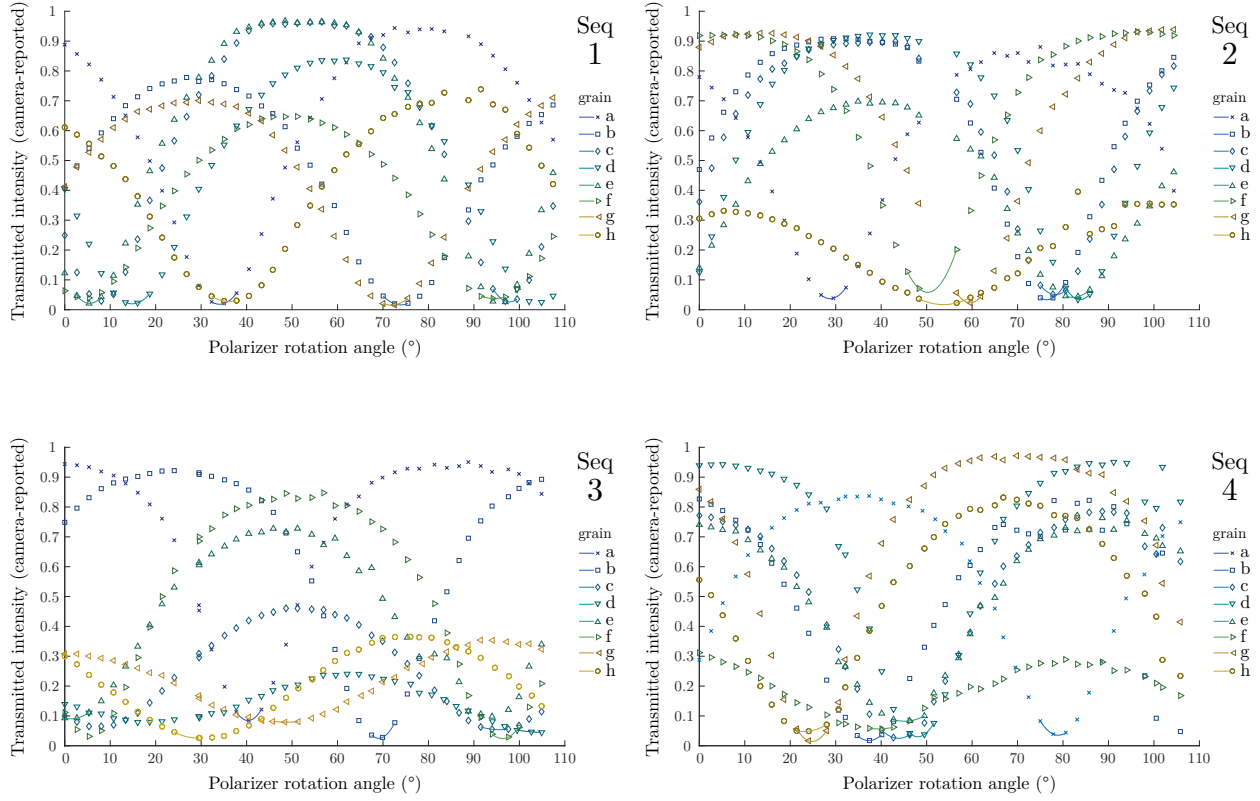 Transmitted intensity (camera-reported)
1
0.9
0.8
0.7
0.6
0.5
0.4
0.3
0.2
0.1
0
0 10 20 30 40 50 60 70 80 90 100 110
Polarizer rotation angle (°)
Seq
1
grain
a
b
c
d
e
f
g
h
Transmitted intensity (camera-reported)
1
0.9
0.8
0.7
0.6
0.5
0.4
0.3
0.2
0.1
0
0 10 20 30 40 50 60 70 80 90 100 110
Polarizer rotation angle (°)
Seq
2
grain
a
b
c
d
e
f
g
h
Transmitted intensity (camera-reported)
1
0.9
0.8
0.7
0.6
0.5
0.4
0.3
0.2
0.1
0
0 10 20 30 40 50 60 70 80 90 100 110
Polarizer rotation angle (°)
Seq
3
grain
a
b
c
d
e
f
g
h
Transmitted intensity (camera-reported)
1
0.9
0.8
0.7
0.6
0.5
0.4
0.3
0.2
0.1
0
0 10 20 30 40 50 60 70 80 90 100 110
Polarizer rotation angle (°)
Seq
4
grain
a
b
c
d
e
f
g
h